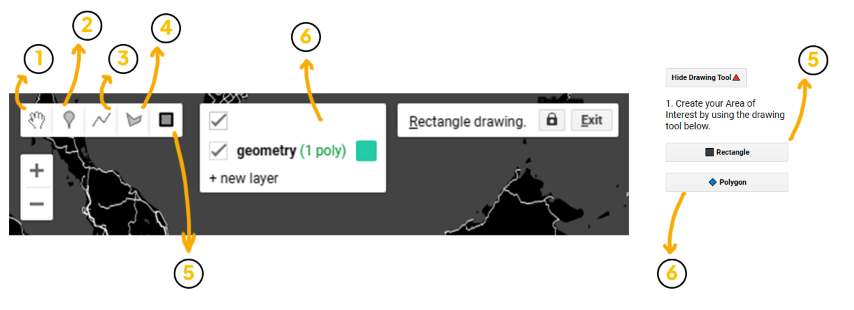 1
2
3
4
6
5
Rectangle drawing. Exit
geometry (1 poly)
+ new layer
+
−
5
Hide Drawing Tool
1. Create your Area of
Interest by using the drawing
tool below.
Rectangle
Polygon
6